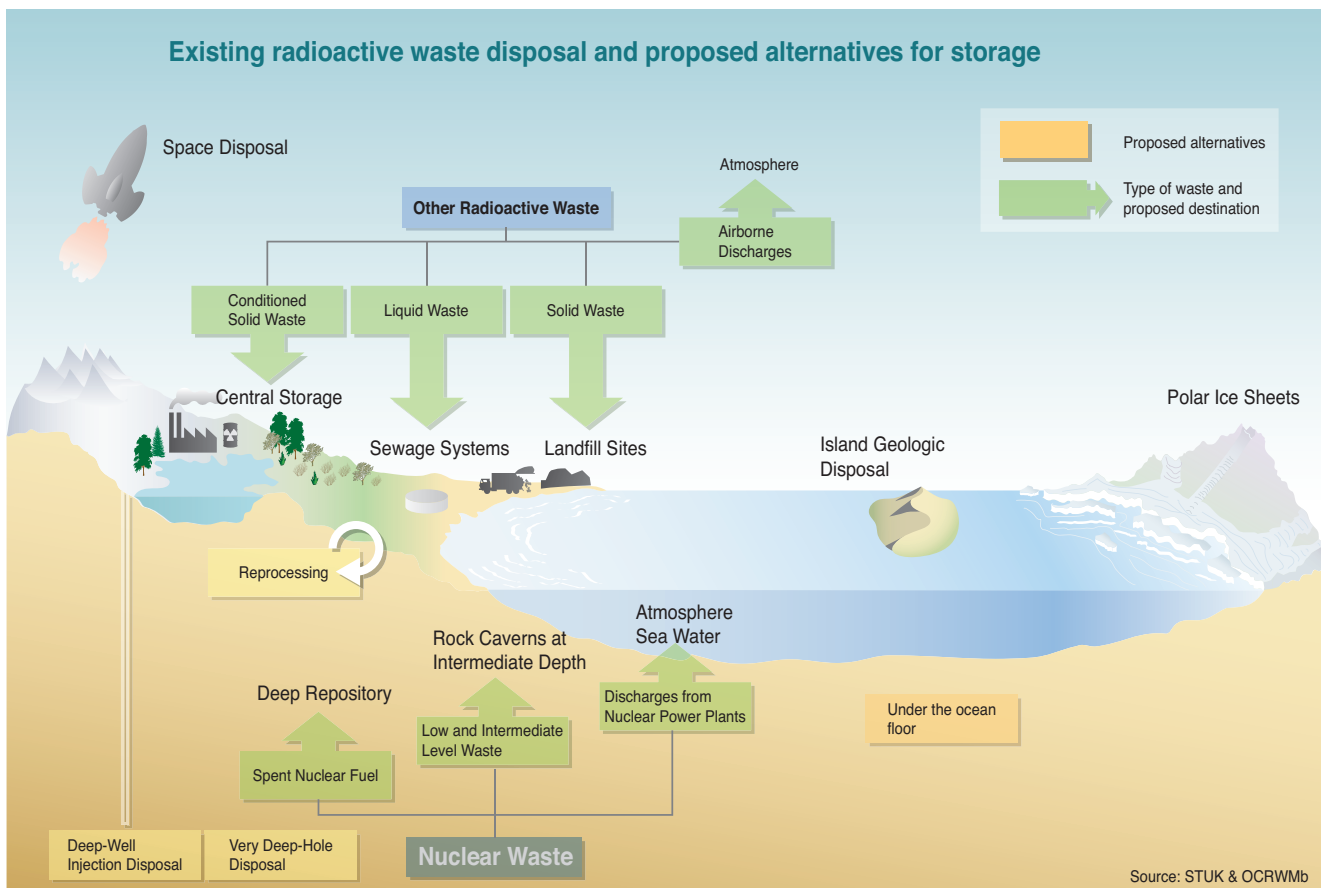 Existing radioactive waste disposal and proposed alternatives for storage
Space Disposal
Proposed alternatives
Type of waste and
proposed destination
Atmosphere
Other Radioactive Waste
Airborne
Discharges
Conditioned
Solid Waste
Liquid Waste
Solid Waste
Central Storage
Sewage Systems
Landfill Sites
Island Geologic
Disposal
Polar Ice Sheets
Reprocessing
Atmosphere
Sea Water
Rock Caverns at
Intermediate Depth
Deep Repository
Discharges from
Nuclear Power Plants
Under the ocean
floor
Low and Intermediate
Level Waste
Spent Nuclear Fuel
Deep-Well
Injection Disposal
Very Deep-Hole
Disposal
Nuclear Waste
Source: STUK & OCRWMb